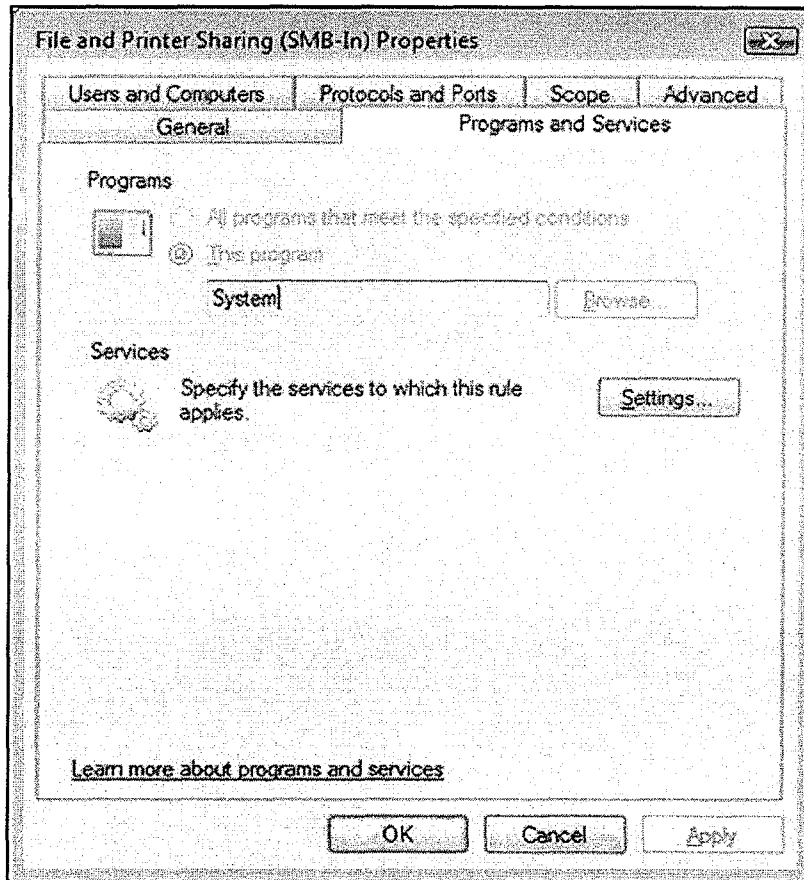 File and Printer Sharing (SMB-In) Properties
Users and Computers
Protocols and Ports
Scope
Advanced
General
Programs and Services
Programs
All programs that meet the specified conditions
This program
System
Browse...
Services
Specify the services to which this rule
applies.
Settings...
Learn more about programs and services
OK
Cancel
Apply